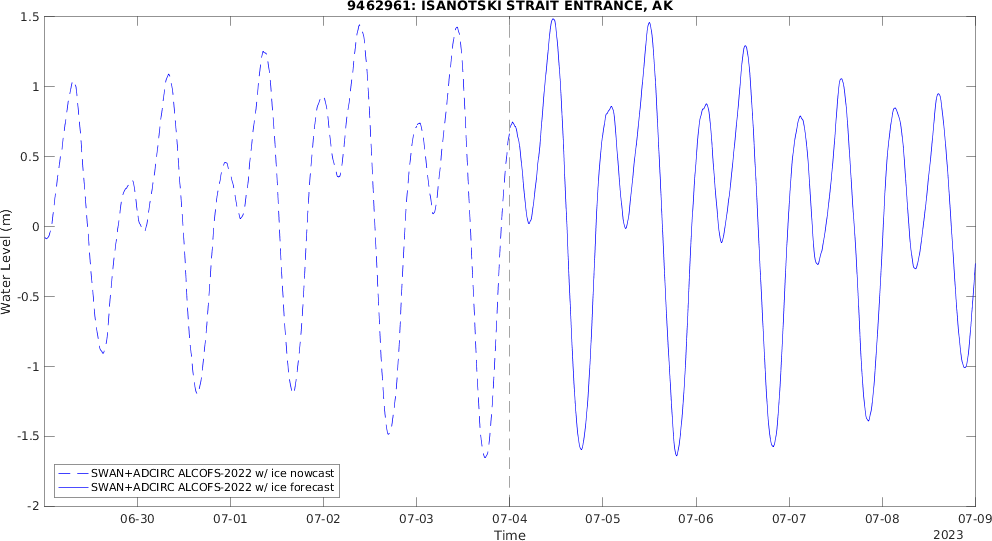 9462961: ISANOTSKI STRAIT ENTRANCE, AK
1.5
1
0.5
0
-0.5
-1
-1.5
-2
Water Level (m)
SWAN+ADCIRC ALCOFS-2022 w/ ice nowcast
SWAN+ADCIRC ALCOFS-2022 w/ ice forecast
06-30 07-01 07-02 07-03 07-04 07-05 07-06 07-07 07-08 07-09
Time
2023